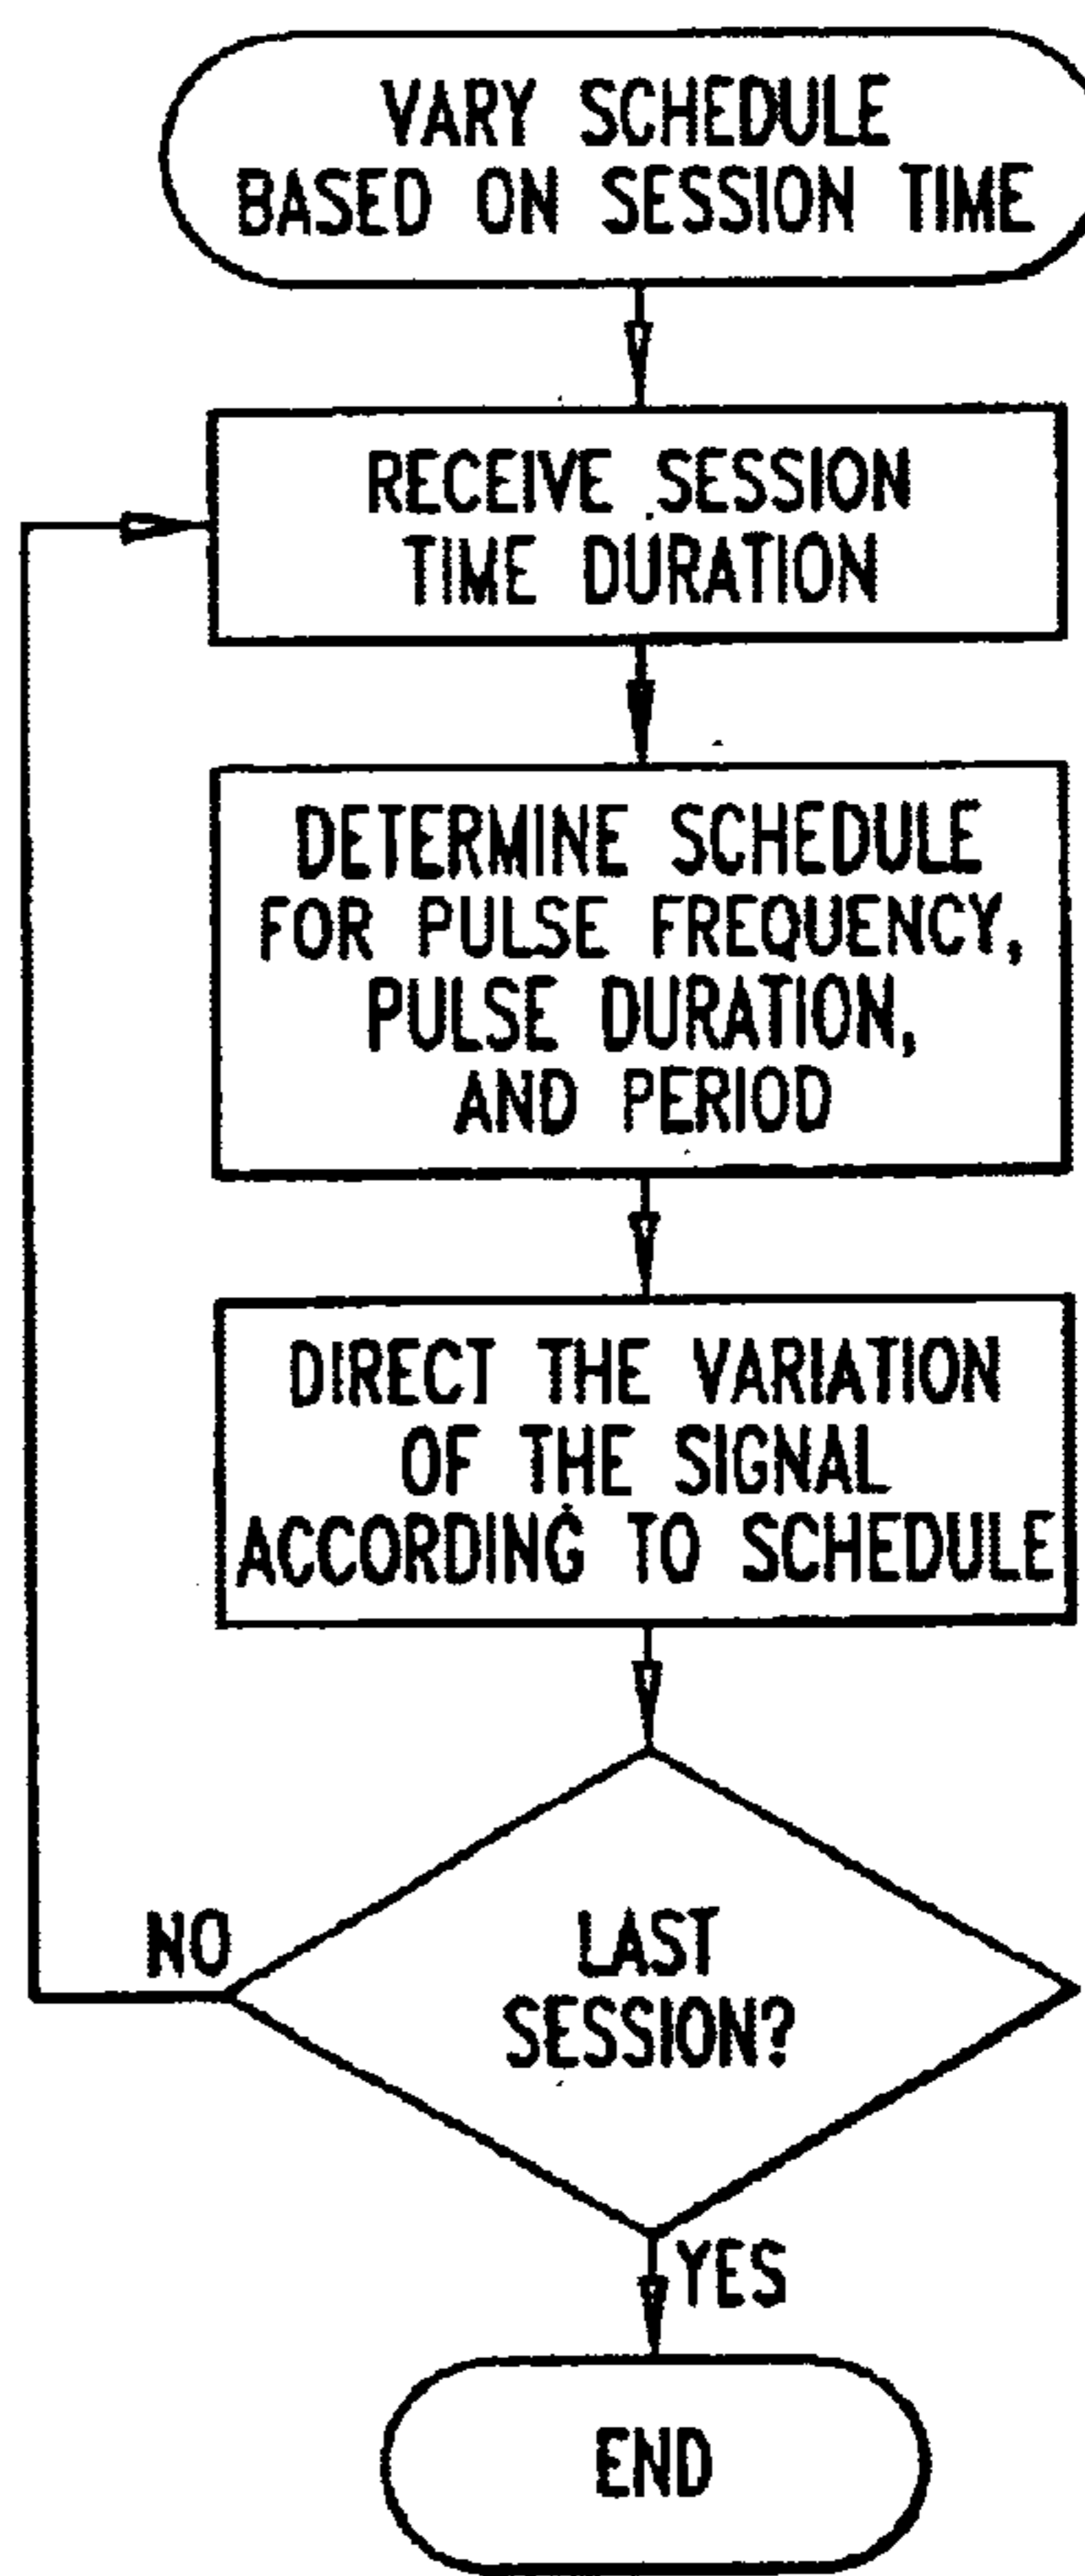 VARY SCHEDULE
BASED ON SESSION TIME
RECEIVE SESSION
TIME DURATION
DETERMINE SCHEDULE
FOR PULSE FREQUENCY,
PULSE DURATION,
AND PERIOD
DIRECT THE VARIATION
OF THE SIGNAL
ACCORDING TO SCHEDULE
NO
LAST
SESSION?
YES
END